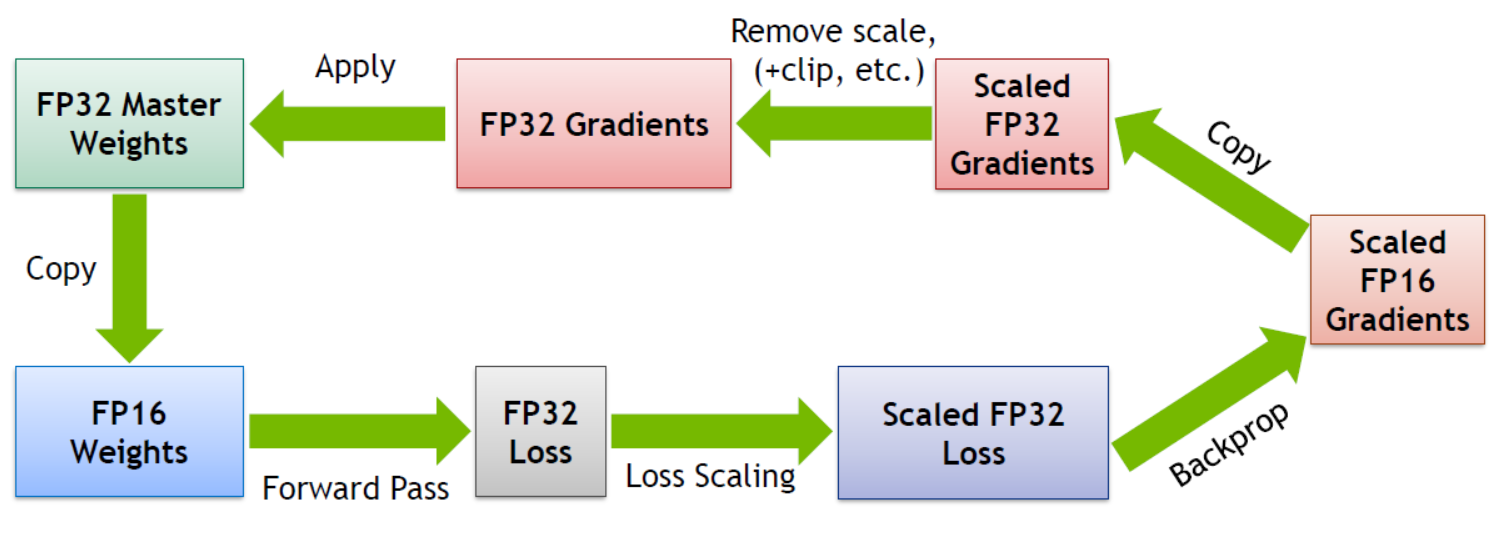 Remove scale,
(+clip, etc.)
Apply
FP32 Master
Weights
FP32 Gradients
Scaled
FP32
Gradients
Copy
Scaled
FP16
Gradients
Copy
FP16
Weights
Forward Pass
FP32
Loss
Loss Scaling
Scaled FP32
Loss
Backprop